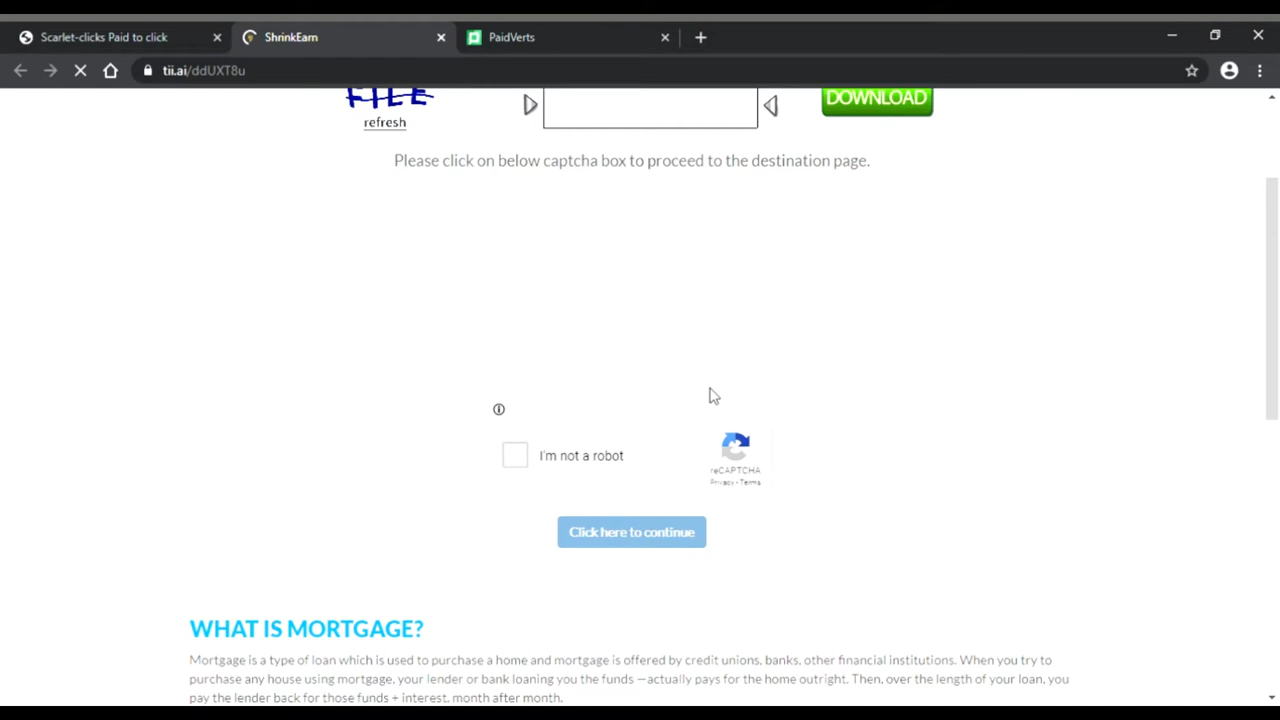 Scarlet-clicks Paid to click
ShrinkEarn
PaidVerts
tii.ai/ddUXT8u
FILE
refresh
DOWNLOAD
Please click on below captcha box to proceed to the destination page.
I'm not a robot
reCAPTCHA
Privacy - Terms
Click here to continue
WHAT IS MORTGAGE?
Mortgage is a type of loan which is used to purchase a home and mortgage is offered by credit unions, banks, other financial institutions. When you try to
purchase any house using mortgage, your lender or bank loaning you the funds —actually pays for the home outright. Then, over the length of your loan, you
pay the lender back for those funds + interest, month after month.